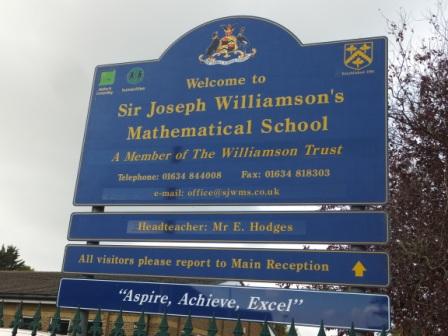 Welcome to
Sir Joseph Williamson's
Mathematical School
A Member of The Williamson Trust
Telephone: 01634 844008 Fax: 01634 818303
e-mail: office@sjwms.co.uk
Headteacher: Mr E. Hodges
All visitors please report to Main Reception
"Aspire, Achieve, Excel"